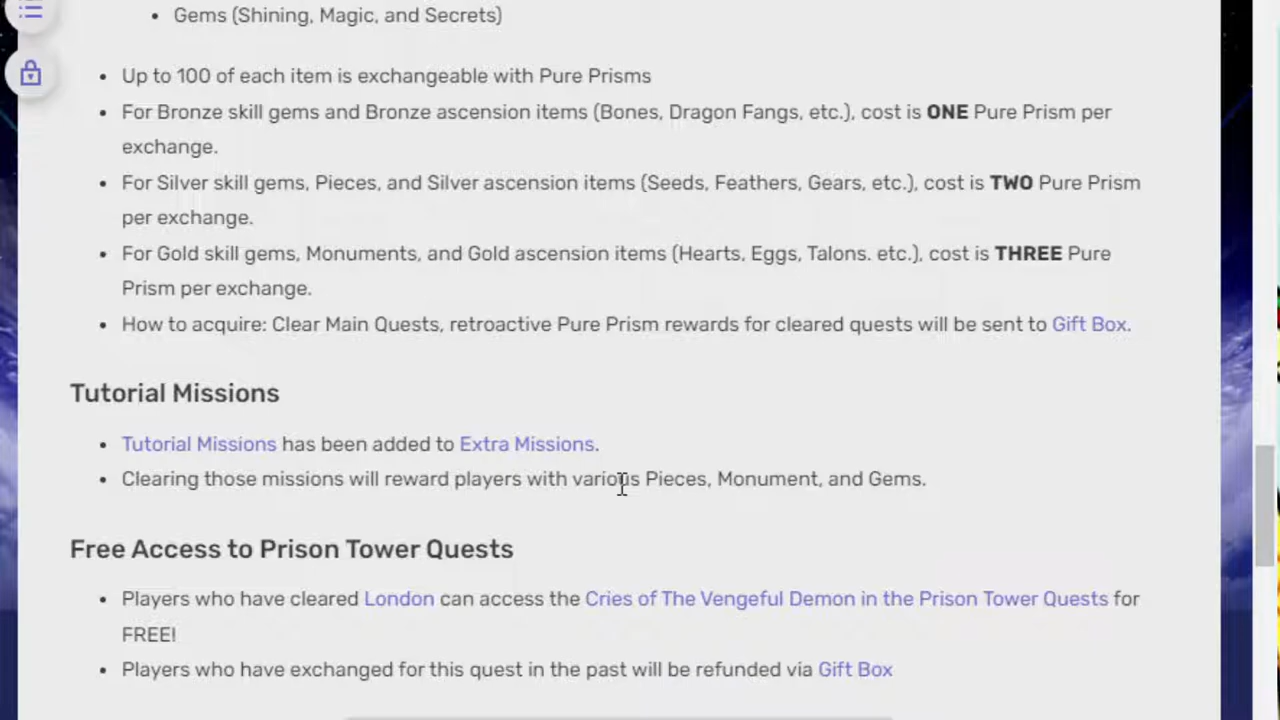 Gems (Shining, Magic, and Secrets)
Up to 100 of each item is exchangeable with Pure Prisms
For Bronze skill gems and Bronze ascension items (Bones, Dragon Fangs, etc.), cost is ONE Pure Prism per
exchange.
For Silver skill gems, Pieces, and Silver ascension items (Seeds, Feathers, Gears, etc.), cost is TWO Pure Prism
per exchange.
For Gold skill gems, Monuments, and Gold ascension items (Hearts, Eggs, Talons. etc.), cost is THREE Pure
Prism per exchange.
How to acquire: Clear Main Quests, retroactive Pure Prism rewards for cleared quests will be sent to Gift Box.
Tutorial Missions
Tutorial Missions has been added to Extra Missions.
Clearing those missions will reward players with various Pieces, Monument, and Gems.
Free Access to Prison Tower Quests
Players who have cleared London can access the Cries of The Vengeful Demon in the Prison Tower Quests for
FREE!
Players who have exchanged for this quest in the past will be refunded via Gift Box